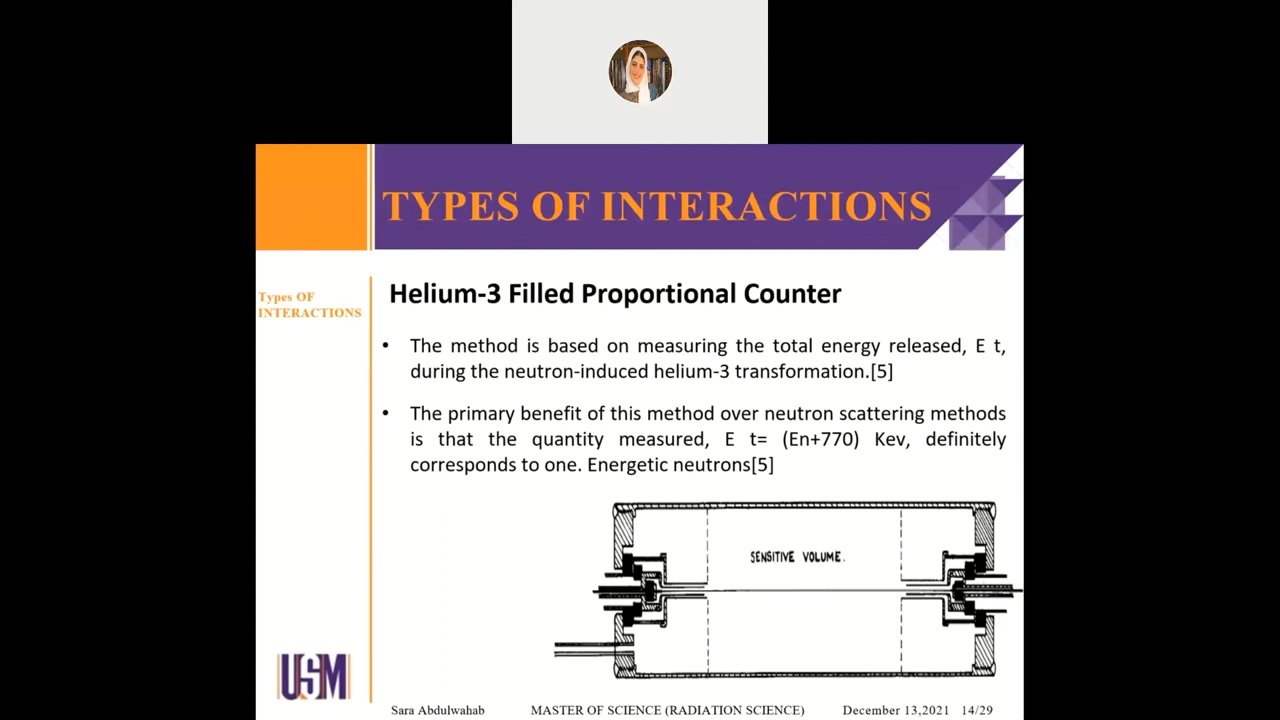 TYPES OF INTERACTIONS
Types OF
INTERACTIONS
Helium-3 Filled Proportional Counter
• The method is based on measuring the total energy released, E t,
during the neutron-induced helium-3 transformation.[5]
• The primary benefit of this method over neutron scattering methods
is that the quantity measured, E t= (En+770) Kev, definitely
corresponds to one. Energetic neutrons[5]
SENSITIVE VOLUME.
USM
Sara Abdulwahab MASTER OF SCIENCE (RADIATION SCIENCE) December 13,2021 14/29